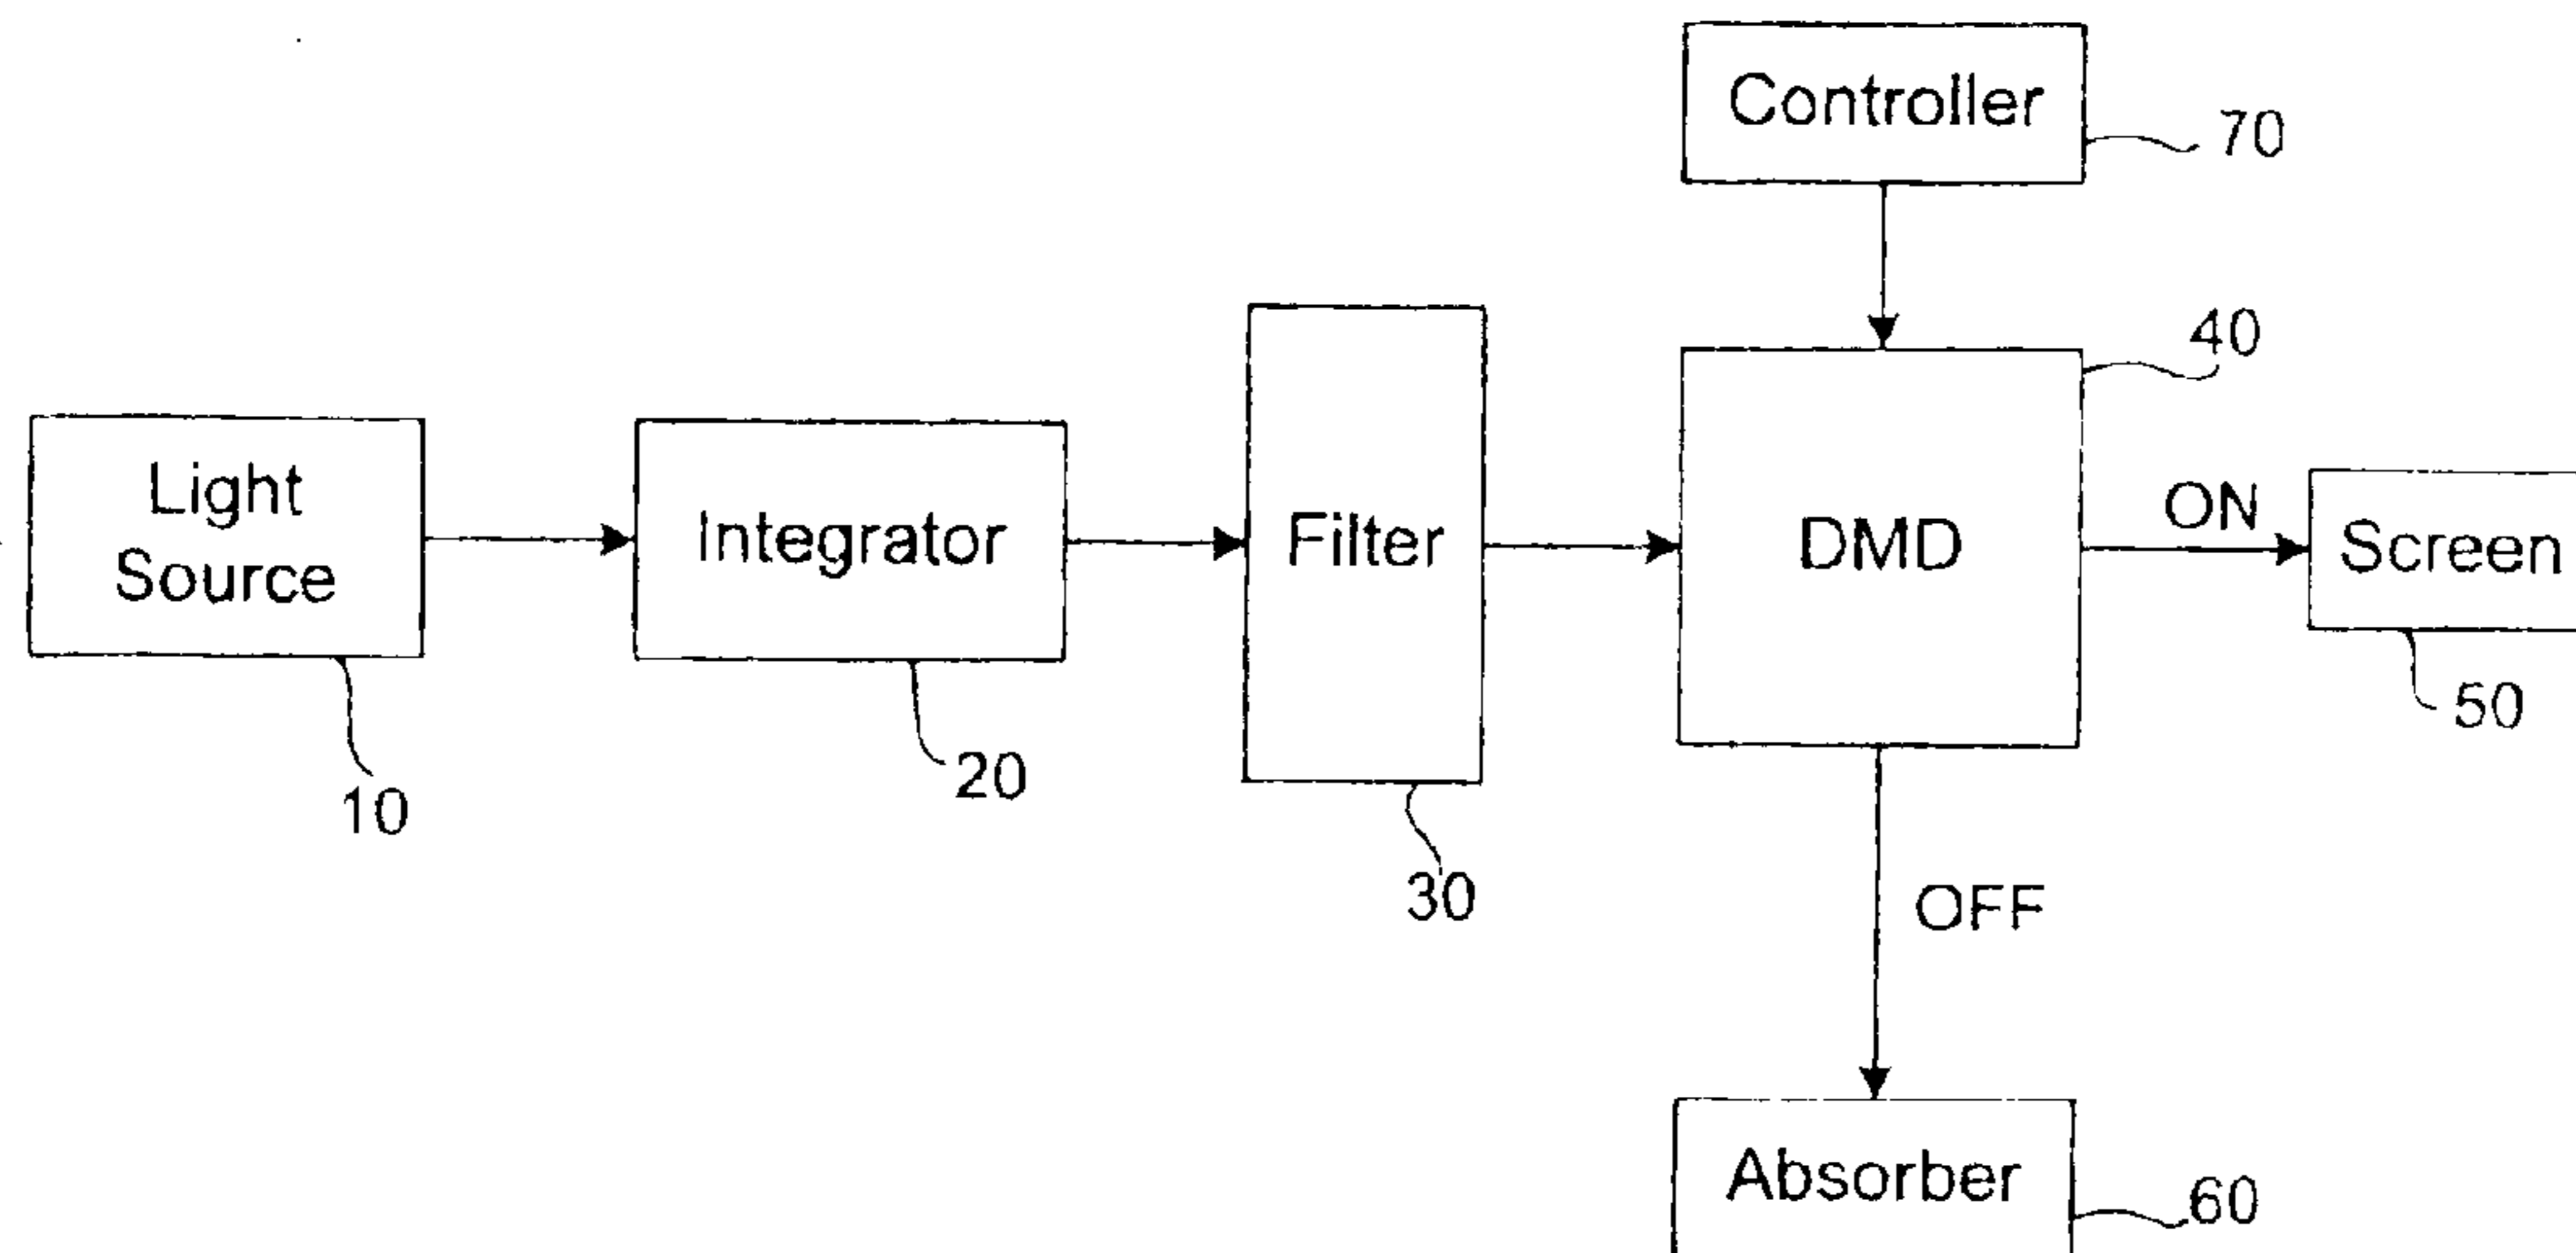 Controller
70
40
Light
Source
Integrator
Filter
DMD
ON
Screen
50
10
20
30
OFF
Absorber
60